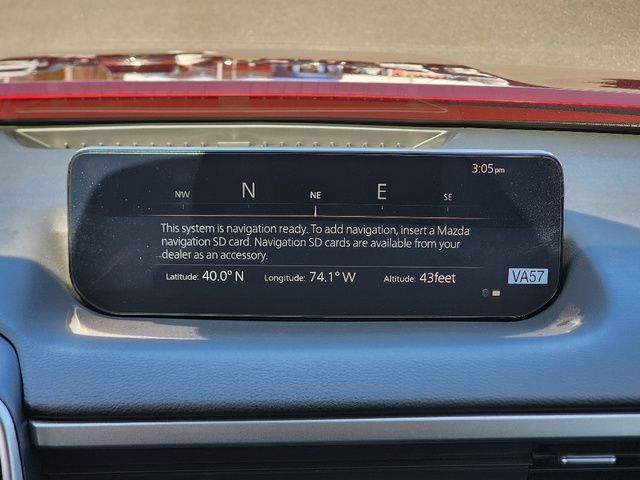 3:05pm
NW N NE E SE
This system is navigation ready. To add navigation, insert a Mazda
navigation SD card. Navigation SD cards are available from your
dealer as an accessory.
Latitude: 40.0° N Longitude: 74.1° W Altitude: 43feet
VA57